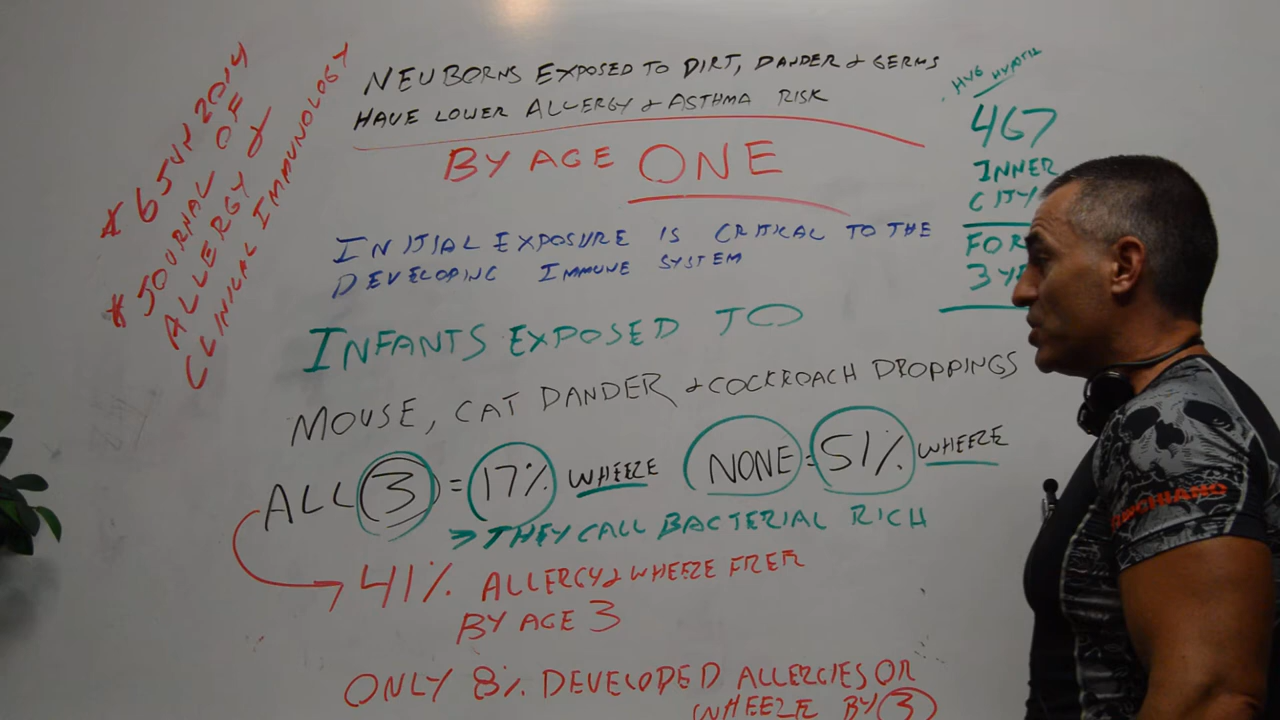 * 6 JUN 2014
* JOURNAL OF
ALLERGY &
CLINICAL IMMUNOLOGY
NEWBORNS EXPOSED TO DIRT, DANDER & GERMS
HAVE LOWER ALLERGY & ASTHMA RISK
BY AGE ONE
INITIAL EXPOSURE IS CRITICAL TO THE
DEVELOPING IMMUNE SYSTEM
INFANTS EXPOSED TO
MOUSE, CAT DANDER & COCKROACH DROPPINGS
ALL 3 = 17% WHEEZE NONE = 51% WHEEZE
> THEY CALL BACTERIAL RICH
41% ALLERGY & WHEEZE FREE
BY AGE 3
ONLY 8% DEVELOPED ALLERGIES OR
WHEEZE BY 3
HYG HYPOTH
467
INNER
CITY
FOR
3